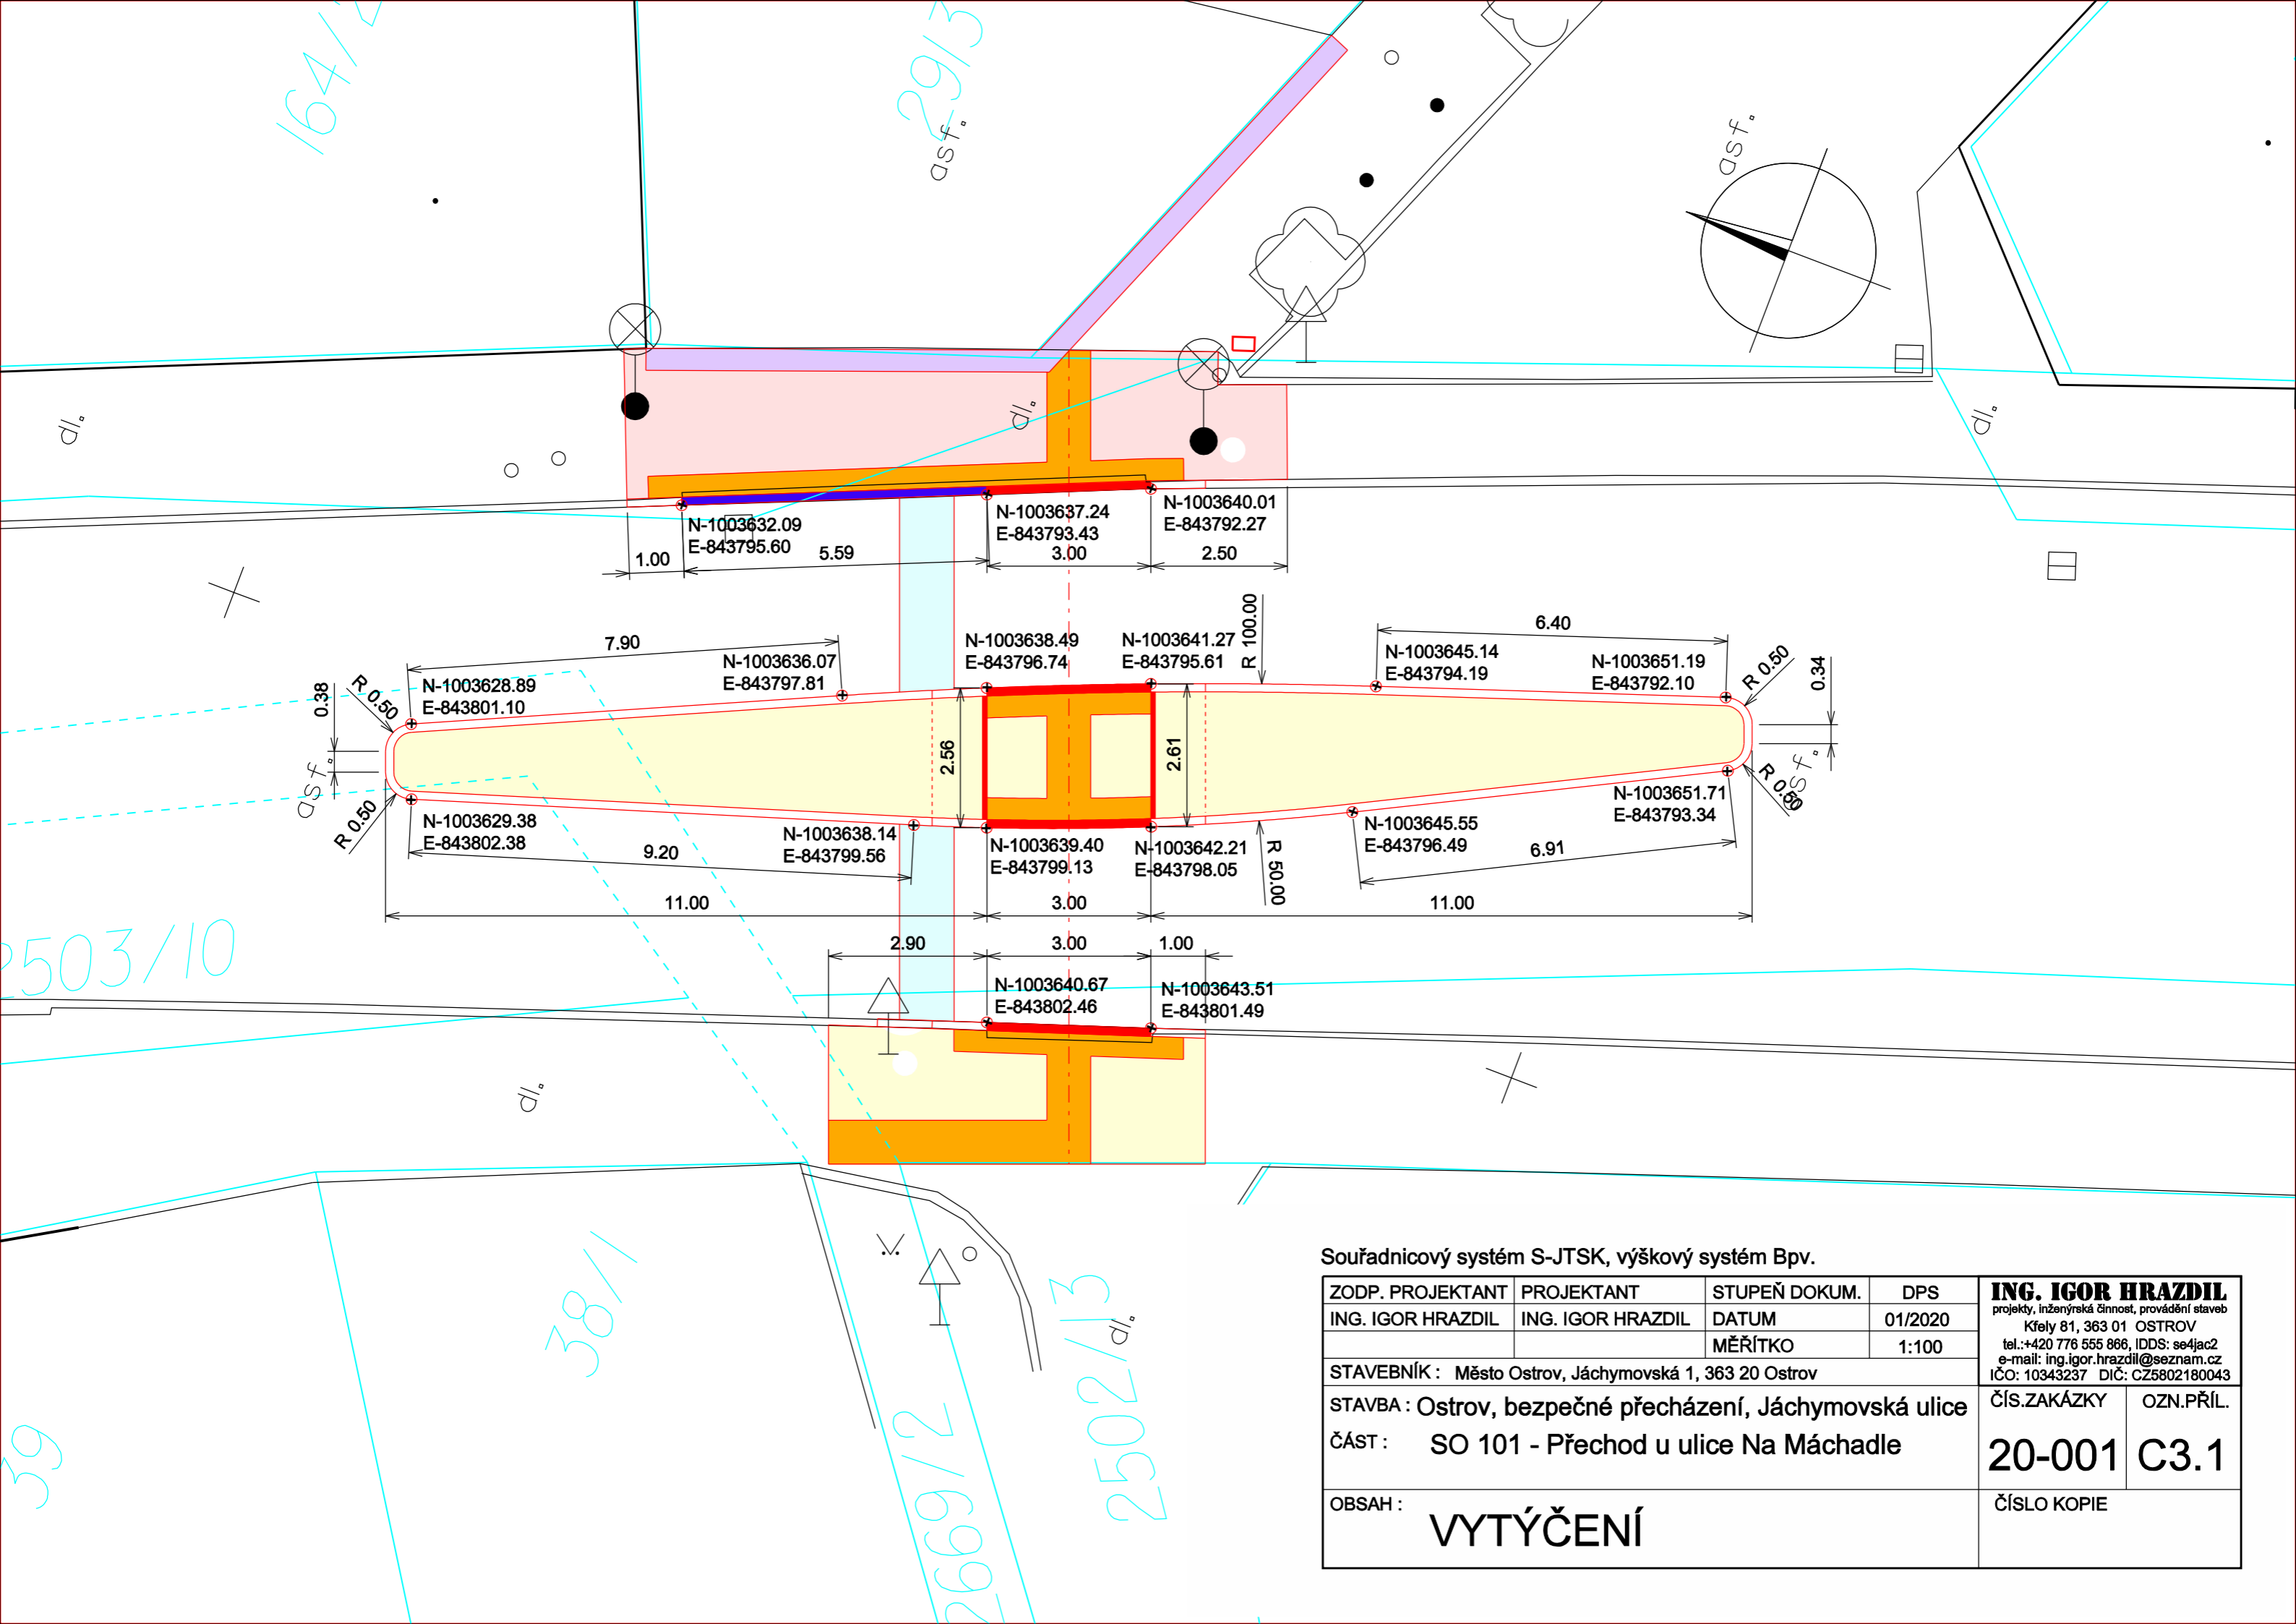 164/2
29/3
asf.
asf.
dl.
dl.
dl.
N-1003632.09
E-843795.60
N-1003637.24
E-843793.43
N-1003640.01
E-843792.27
1.00
5.59
3.00
2.50
7.90
N-1003636.07
E-843797.81
N-1003638.49
E-843796.74
N-1003641.27
E-843795.61
R 100.00
6.40
N-1003645.14
E-843794.19
N-1003651.19
E-843792.10
R 0.50
0.34
0.38
R 0.50
N-1003628.89
E-843801.10
2.56
2.61
asf.
asf.
R 0.50
R 0.50
N-1003629.38
E-843802.38
9.20
N-1003638.14
E-843799.56
N-1003639.40
E-843799.13
N-1003642.21
E-843798.05
R 50.00
N-1003645.55
E-843796.49
N-1003651.71
E-843793.34
6.91
11.00
3.00
11.00
2503/10
2.90
3.00
1.00
N-1003640.67
E-843802.46
N-1003643.51
E-843801.49
dl.
38/1
39
2669/2
2502/13
dl.
Souřadnicový systém S-JTSK, výškový systém Bpv.
ZODP. PROJEKTANT PROJEKTANT STUPEŇ DOKUM. DPS
ING. IGOR HRAZDIL ING. IGOR HRAZDIL DATUM 01/2020
MĚŘÍTKO 1:100
ING. IGOR HRAZDIL
projekty, inženýrská činnost, provádění staveb
Kfely 81, 363 01 OSTROV
tel.:+420 776 555 866, IDDS: se4jac2
e-mail: ing.igor.hrazdil@seznam.cz
IČO: 10343237 DIČ: CZ5802180043
STAVEBNÍK : Město Ostrov, Jáchymovská 1, 363 20 Ostrov
STAVBA : Ostrov, bezpečné přecházení, Jáchymovská ulice
ČÁST : SO 101 - Přechod u ulice Na Máchadle
ČÍS.ZAKÁZKY OZN.PŘÍL.
20-001 C3.1
OBSAH :
VYTÝČENÍ
ČÍSLO KOPIE